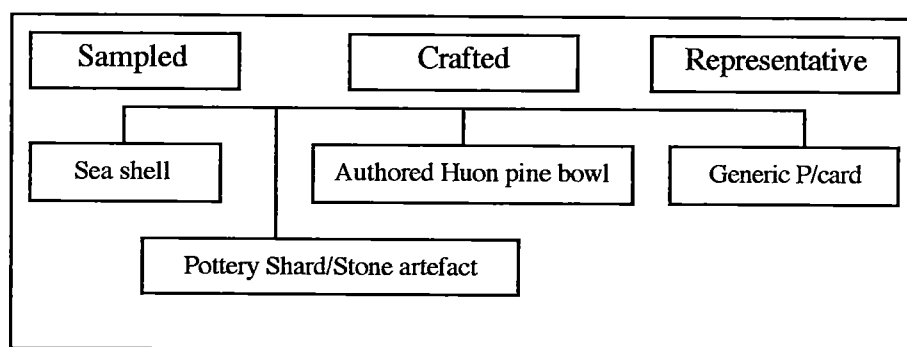 Sampled
Crafted
Representative
Sea shell
Authored Huon pine bowl
Generic P/card
Pottery Shard/Stone artefact